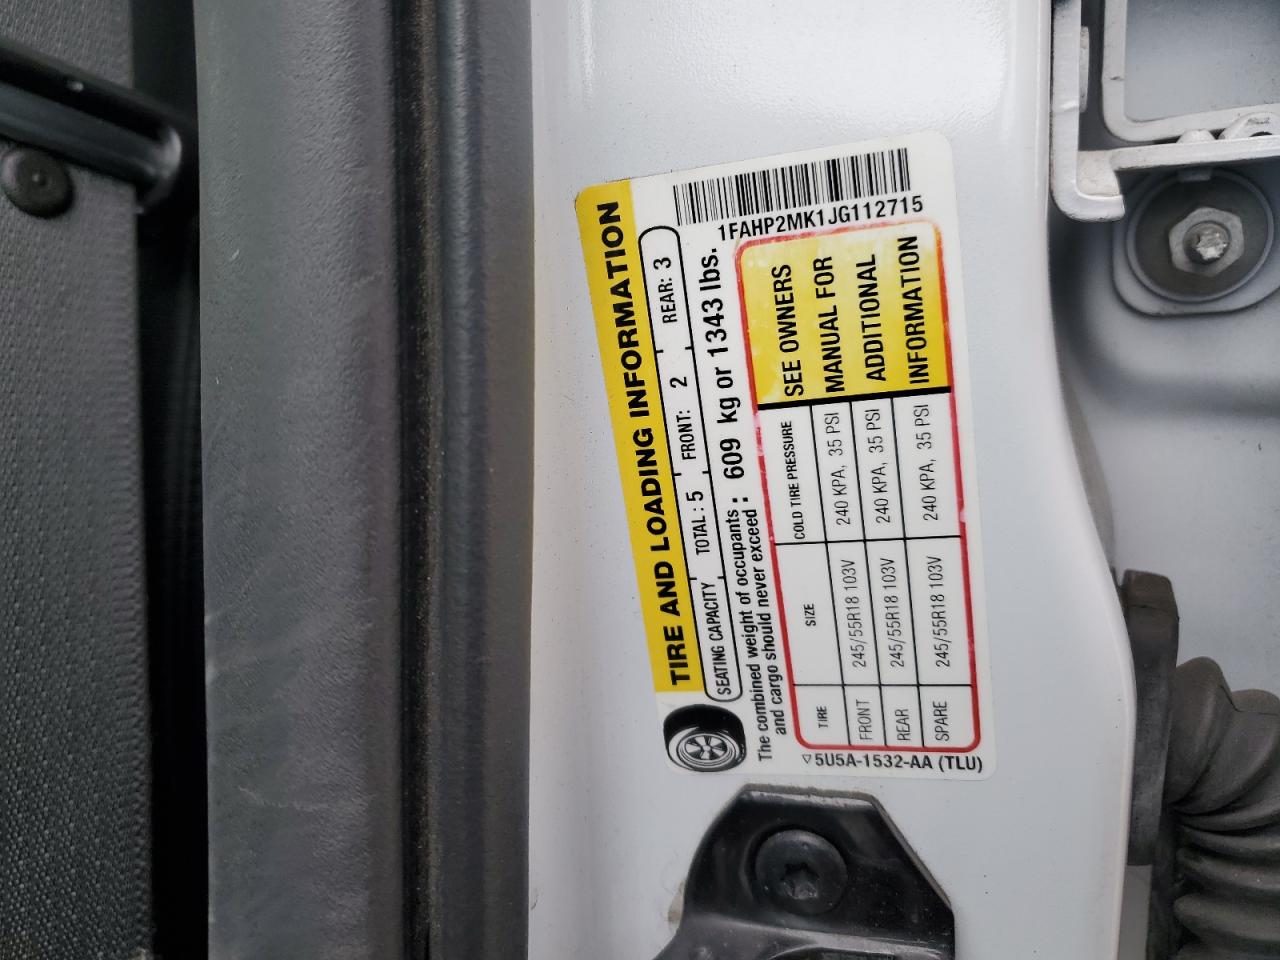 TIRE AND LOADING INFORMATION
SEATING CAPACITY TOTAL : 5 FRONT: 2 REAR: 3
The combined weight of occupants and cargo should never exceed : 609 kg or 1343 lbs.
1FAHP2MK1JG112715
TIRE SIZE COLD TIRE PRESSURE
FRONT 245/55R18 103V 240 KPA, 35 PSI
REAR 245/55R18 103V 240 KPA, 35 PSI
SPARE 245/55R18 103V 240 KPA, 35 PSI
SEE OWNERS
MANUAL FOR
ADDITIONAL
INFORMATION
▽5U5A-1532-AA (TLU)